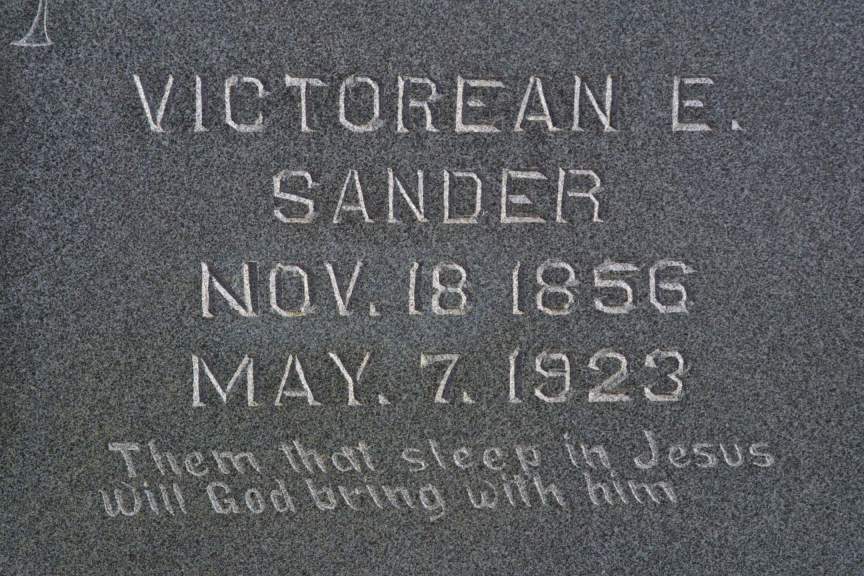 VICTOREAN E.
SANDER
NOV. 18 1856
MAY. 7. 1923
Them that sleep in Jesus
Will God bring with him